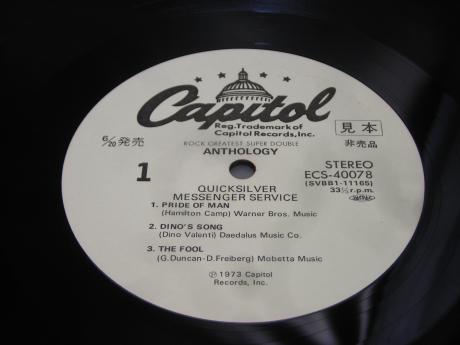 Capitol
Reg. Trademark of
Capitol Records, Inc.
6/20 発売
見本
非売品
ROCK GREATEST SUPER DOUBLE
ANTHOLOGY
1
STEREO
ECS-40078
(SVBB1-11165)
33⅓ r.p.m.
QUICKSILVER
MESSENGER SERVICE
1. PRIDE OF MAN
(Hamilton Camp) Warner Bros. Music
2. DINO'S SONG
(Dino Valenti) Daedalus Music Co.
3. THE FOOL
(G. Duncan-D. Freiberg) Mobetta Music
Ⓟ 1973 Capitol
Records, Inc.